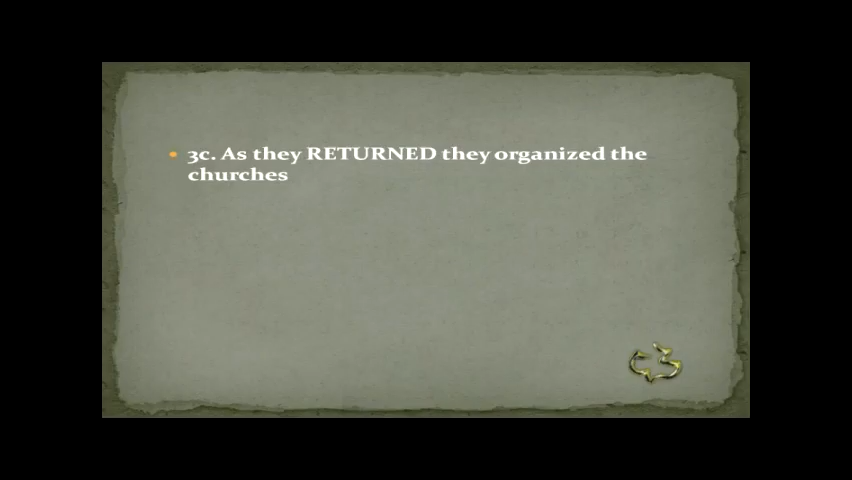 • 3c. As they RETURNED they organized the
churches